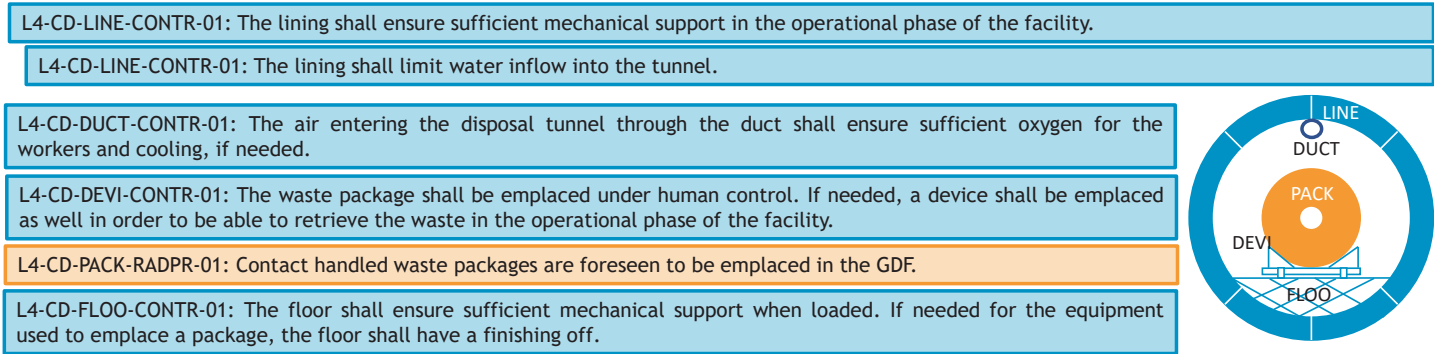 L4-CD-LINE-CONTR-01: The lining shall ensure sufficient mechanical support in the operational phase of the facility.
L4-CD-LINE-CONTR-01: The lining shall limit water inflow into the tunnel.
L4-CD-DUCT-CONTR-01: The air entering the disposal tunnel through the duct shall ensure sufficient oxygen for the
workers and cooling, if needed.
L4-CD-DEVI-CONTR-01: The waste package shall be emplaced under human control. If needed, a device shall be emplaced
as well in order to be able to retrieve the waste in the operational phase of the facility.
L4-CD-PACK-RADPR-01: Contact handled waste packages are foreseen to be emplaced in the GDF.
L4-CD-FLOO-CONTR-01: The floor shall ensure sufficient mechanical support when loaded. If needed for the equipment
used to emplace a package, the floor shall have a finishing off.
LINE
DUCT
PACK
DEVI
FLOO